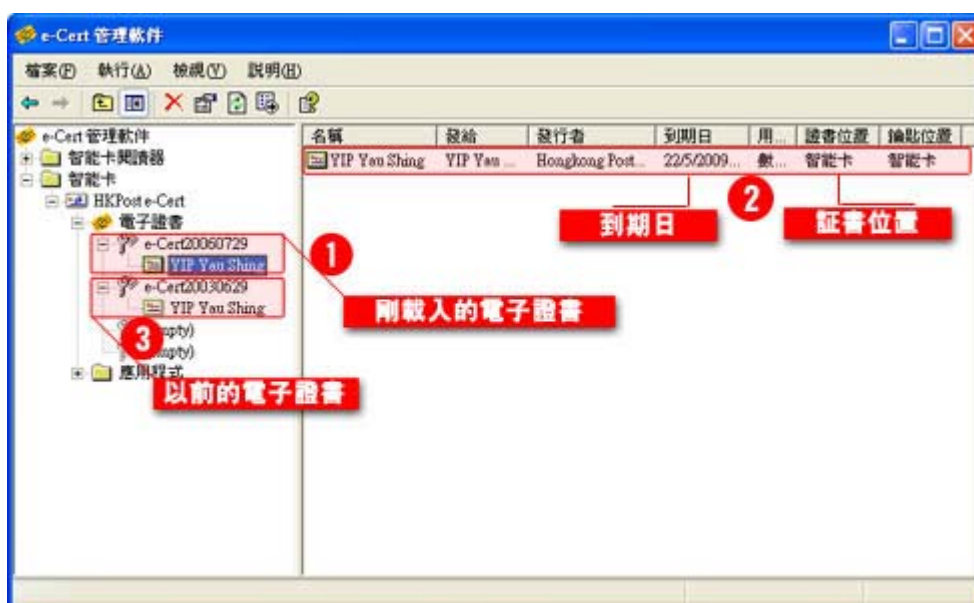 e-Cert 管理軟件
檔案(F) 執行(A) 檢視(V) 説明(H)
e-Cert 管理軟件
智能卡閱讀器
智能卡
HKPost e-Cert
電子證書
e-Cert20060729
YIP Yau Shing
e-Cert20030629
YIP Yau Shing
mpty)
mpty)
應用程式
名稱 發給 發行者 到期日 用... 證書位置 鑰匙位置
YIP Yau Shing YIP Yau ... Hongkong Post... 22/5/2009... 數... 智能卡 智能卡
到期日
2
証書位置
1
剛載入的電子證書
3
以前的電子證書